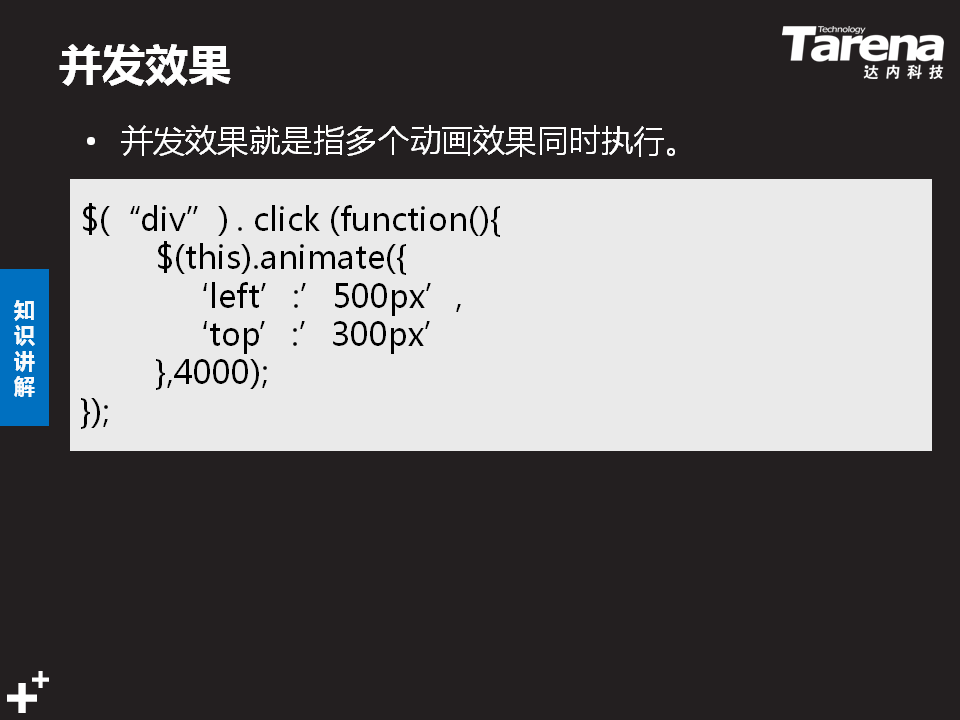 并发效果
Technology
Tarena
达内科技
• 并发效果就是指多个动画效果同时执行。
$(“div”) . click (function(){
$(this).animate({
‘left’ :’ 500px’ ,
‘top’ :’ 300px’
},4000);
});
知识讲解